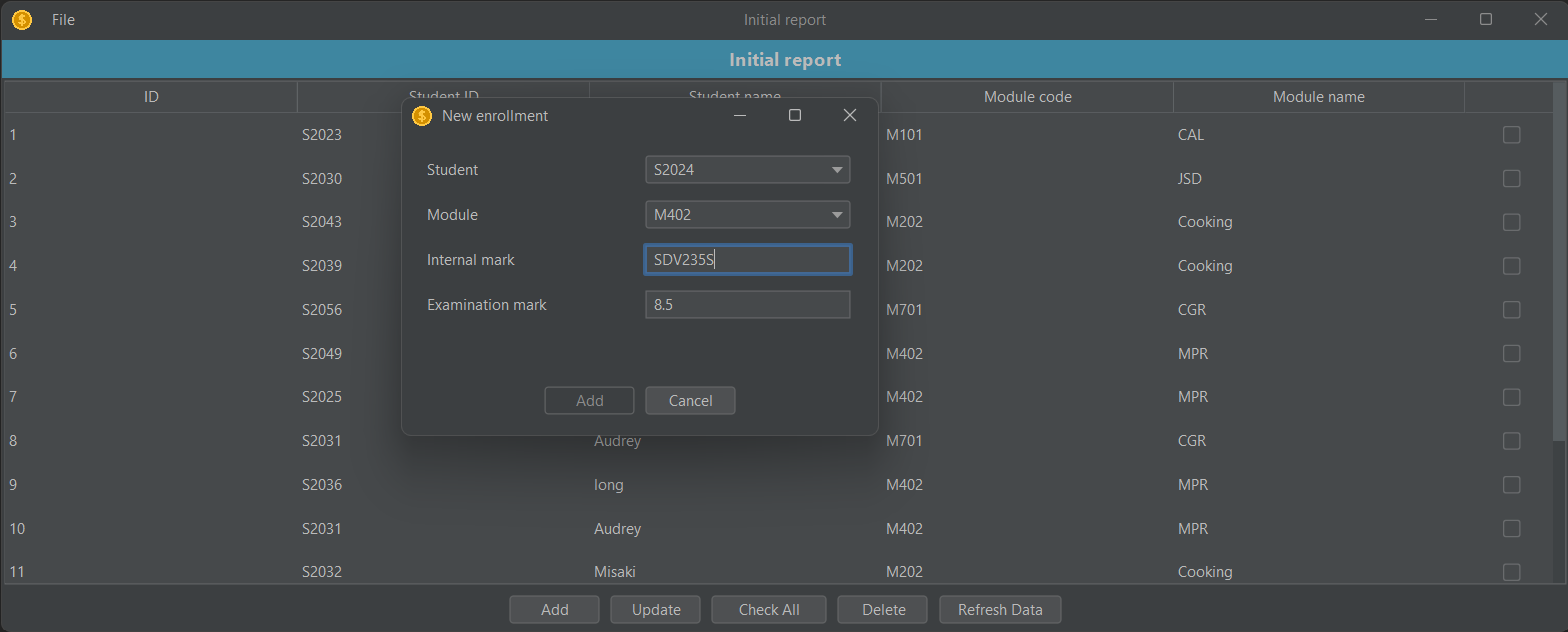 File Initial report
Initial report
ID Student ID Student name Module code Module name
New enrollment
1 S2023 M101 CAL
Student S2024
2 S2030 M501 JSD
Module M402
3 S2043 M202 Cooking
Internal mark SDV235S
4 S2039 M202 Cooking
Examination mark 8.5
5 S2056 M701 CGR
6 S2049 M402 MPR
7 S2025 M402 MPR
Add Cancel
8 S2031 Audrey M701 CGR
9 S2036 long M402 MPR
10 S2031 Audrey M402 MPR
11 S2032 Misaki M202 Cooking
Add Update Check All Delete Refresh Data